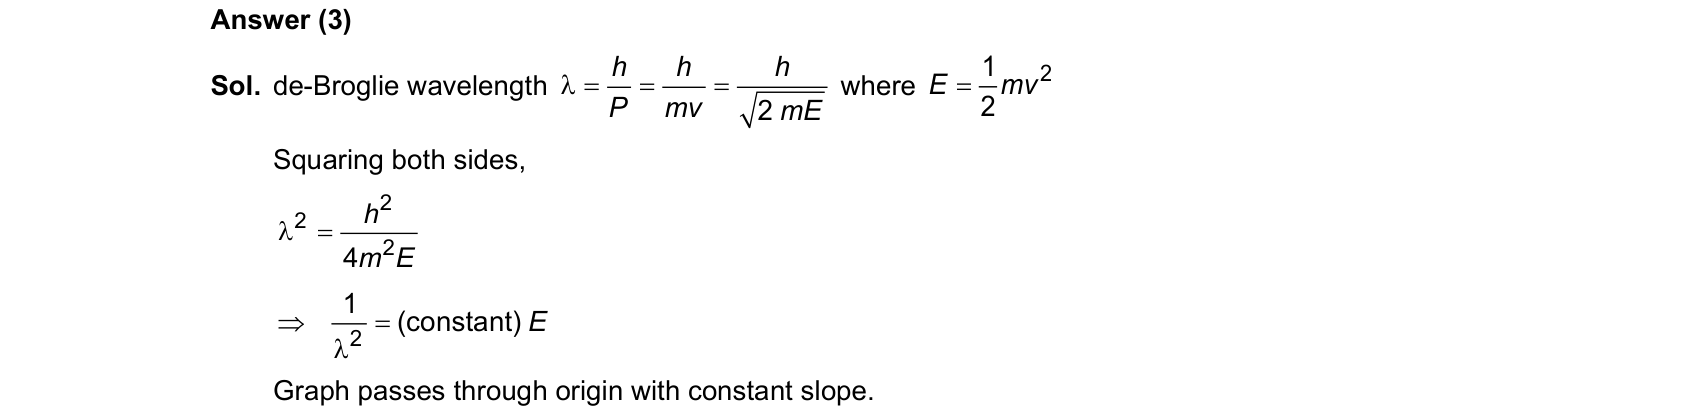 Answer (3)
Sol. de-Broglie wavelength λ = h/P = h/mv = h/√(2 mE) where E = 1/2 mv²
Squaring both sides,
λ² = h²/4m²E
⇒ 1/λ² = (constant) E
Graph passes through origin with constant slope.